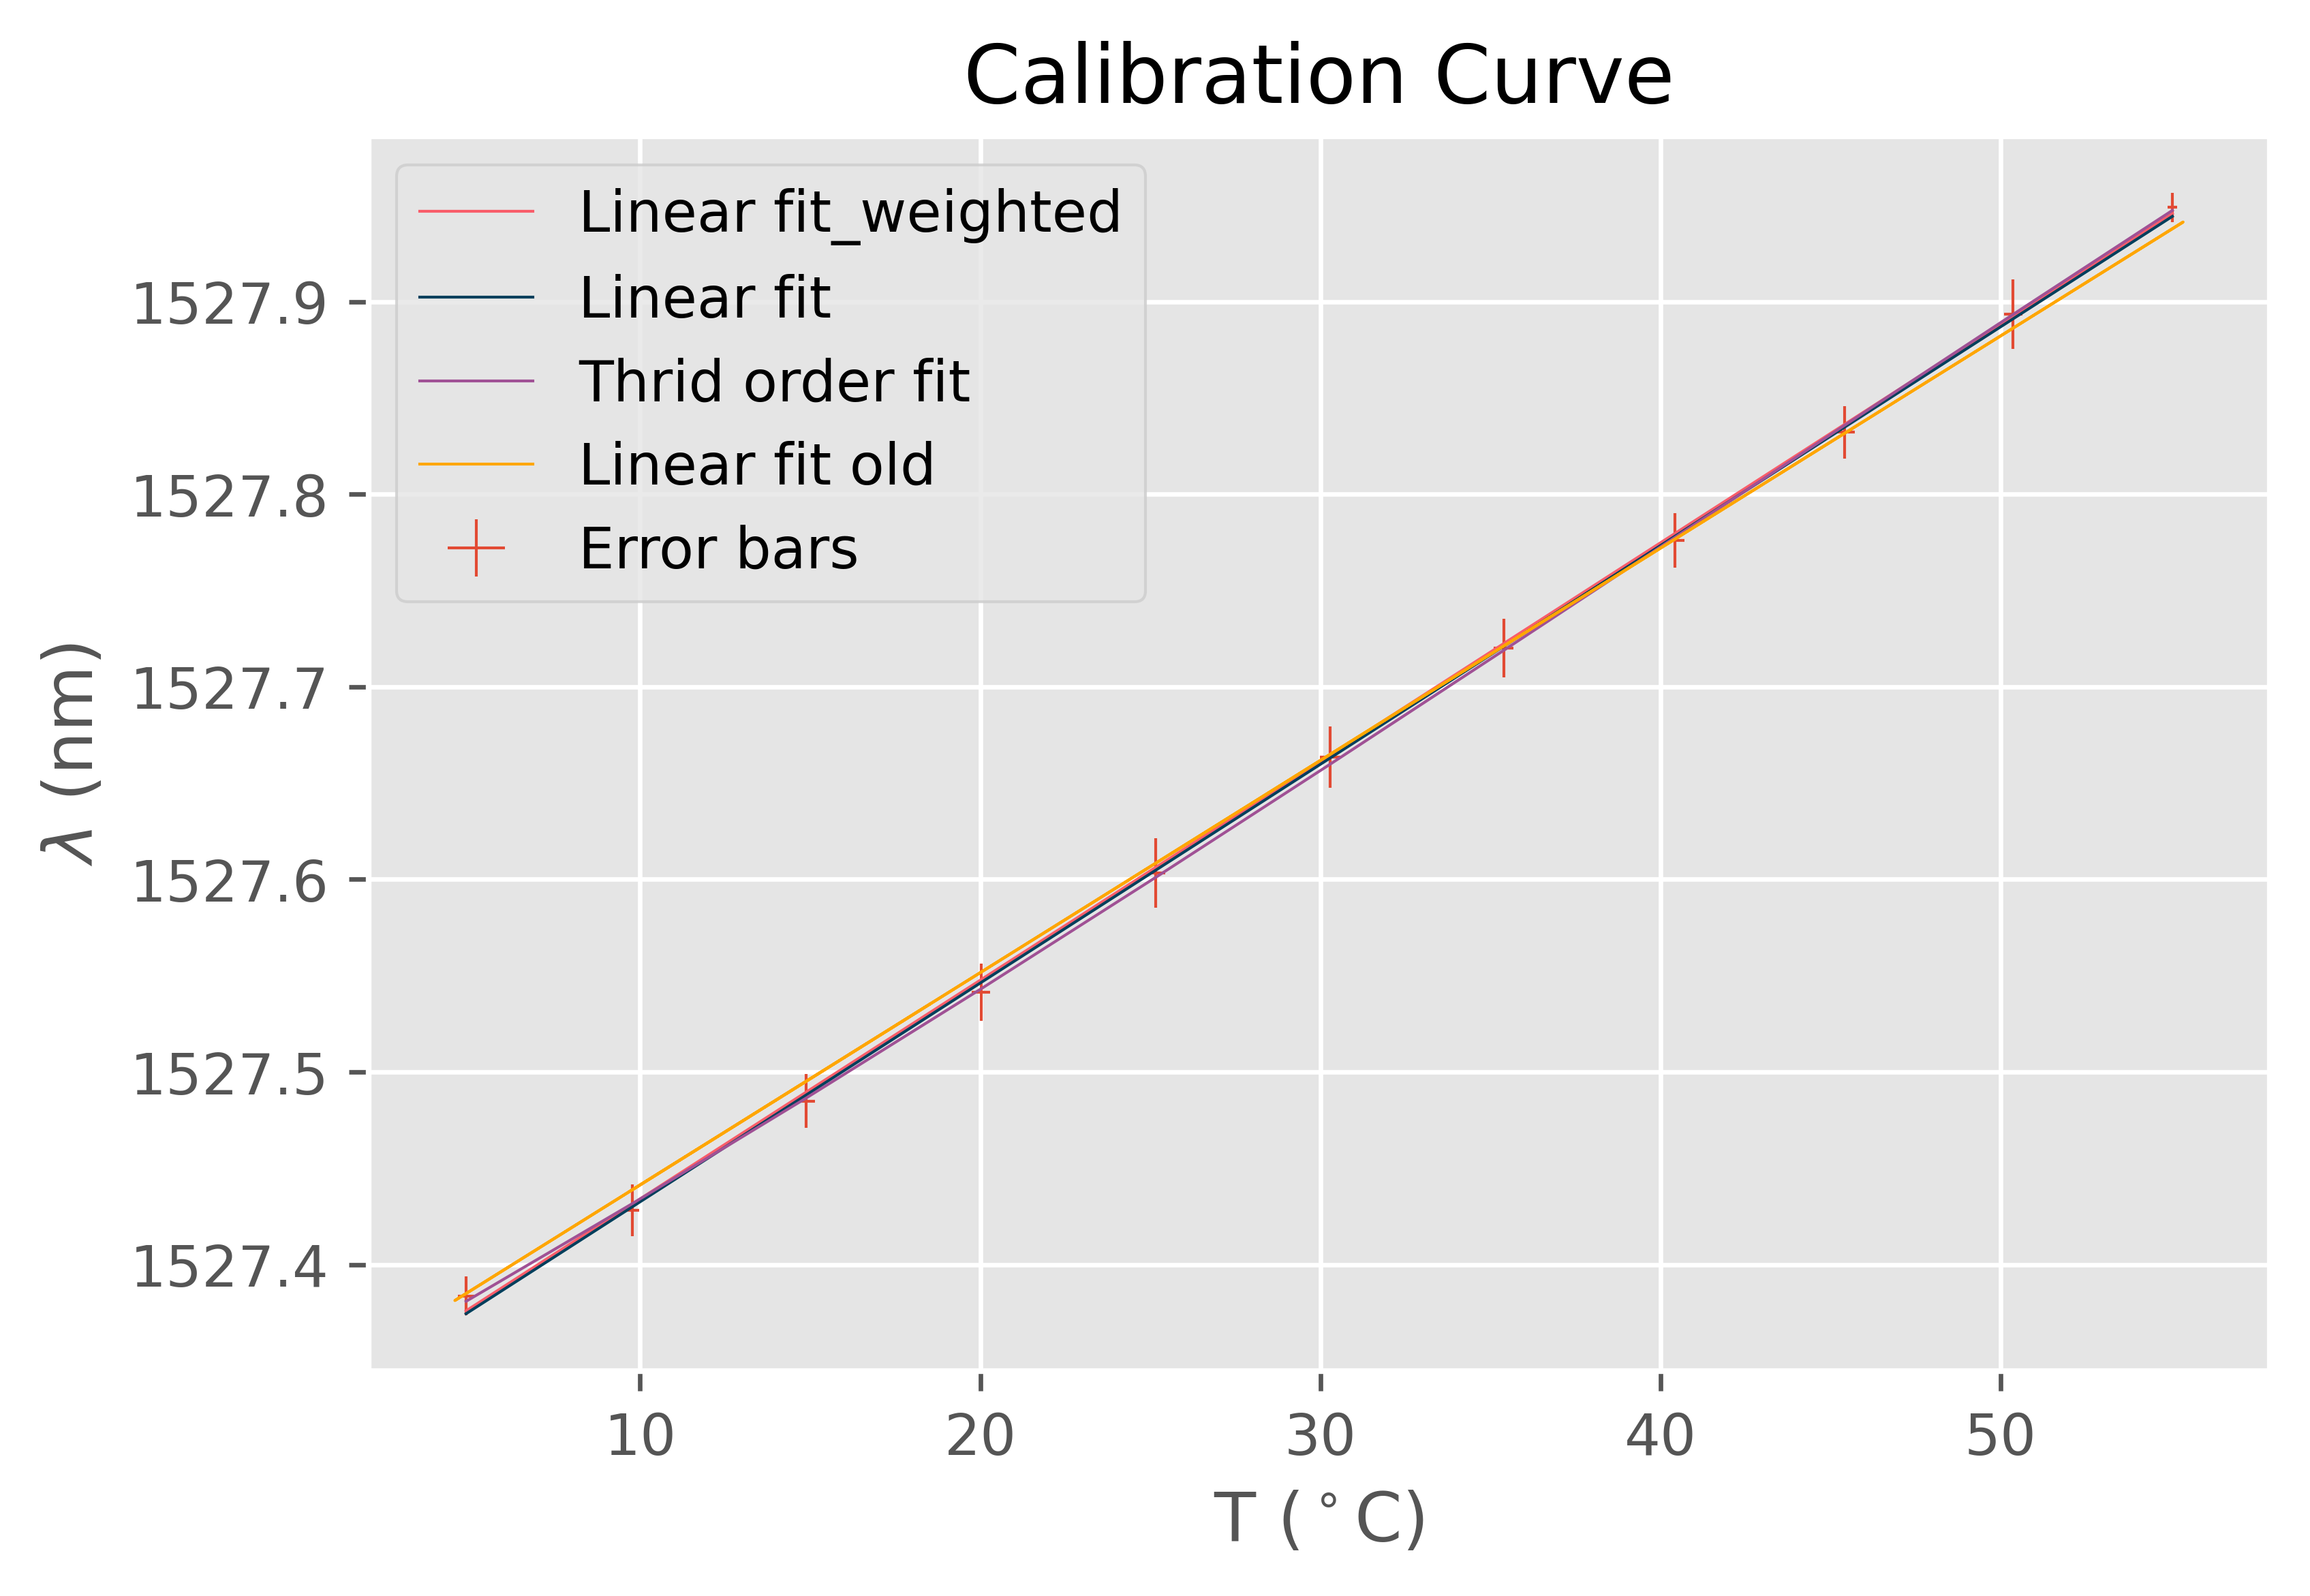 Calibration Curve
Linear fit_weighted
Linear fit
Thrid order fit
Linear fit old
Error bars
1527.9
1527.8
1527.7
1527.6
1527.5
1527.4
λ (nm)
10 20 30 40 50
T (°C)